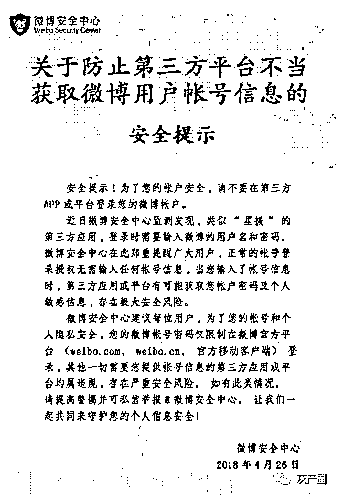 微博安全中心
Weibo Security Center
关于防止第三方平台不当
获取微博用户帐号信息的
安全提示
安全提示！为了您的帐户安全，请不要在第三方
APP或平台登录您的微博帐户。
近日微博安全中心监测发现，类似“星援”的
第三方应用，登录时需要输入微博的用户名和密码。
微博安全中心在此郑重提醒广大用户，正常的帐号登
录授权无需输入任何帐号信息，当您输入了帐号信息
时，第三方应用或平台有可能获取您帐户密码及个人
敏感信息，存在极大安全风险。
微博安全中心建议每位用户，为了您的帐号和个
人隐私安全，您的微博帐号密码仅限制在微博官方平
台（weibo.com，weibo.cn，官方移动客户端）登
录，其他一切需要您提供帐号信息的第三方应用或平
台均属违规，存在严重安全风险。如有此类情况，
请提高警惕并可私信举报@微博安全中心。让我们一
起共同来守护您的个人信息安全！
微博安全中心
2018年4月26日
灰产圈